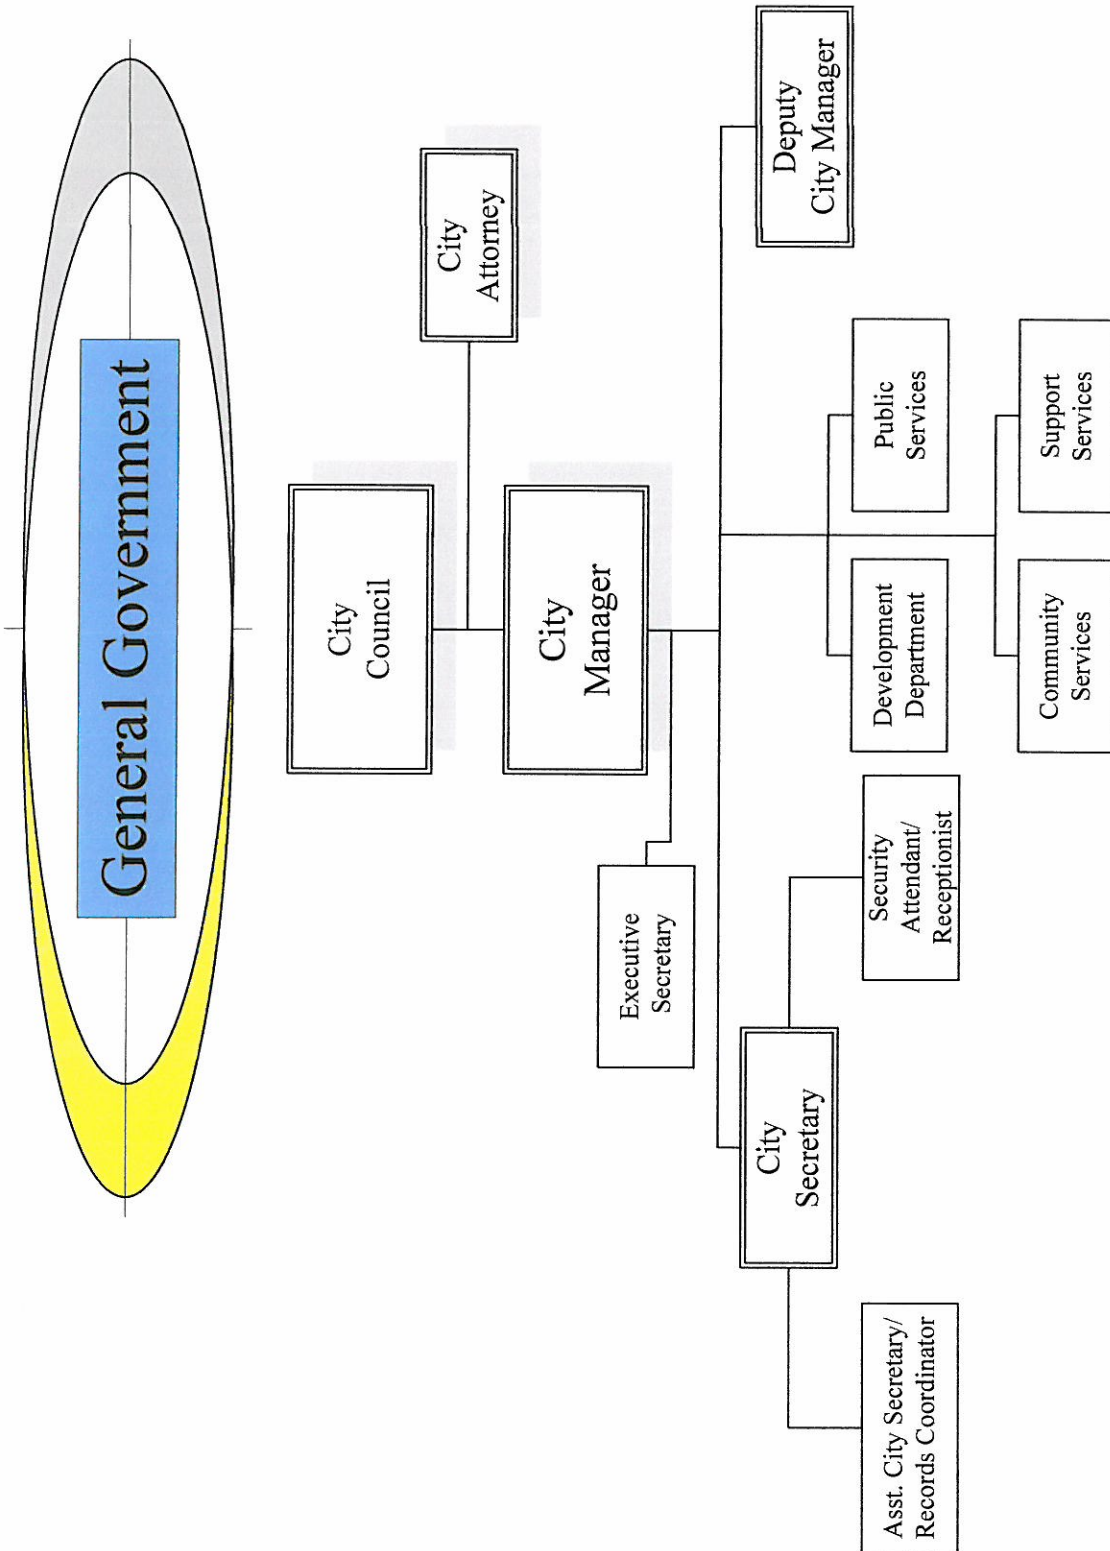 General Government
City
Council
City
Attorney
City
Manager
Executive
Secretary
City
Secretary
Deputy
City Manager
Asst. City Secretary/
Records Coordinator
Security
Attendant/
Receptionist
Development
Department
Public
Services
Community
Services
Support
Services